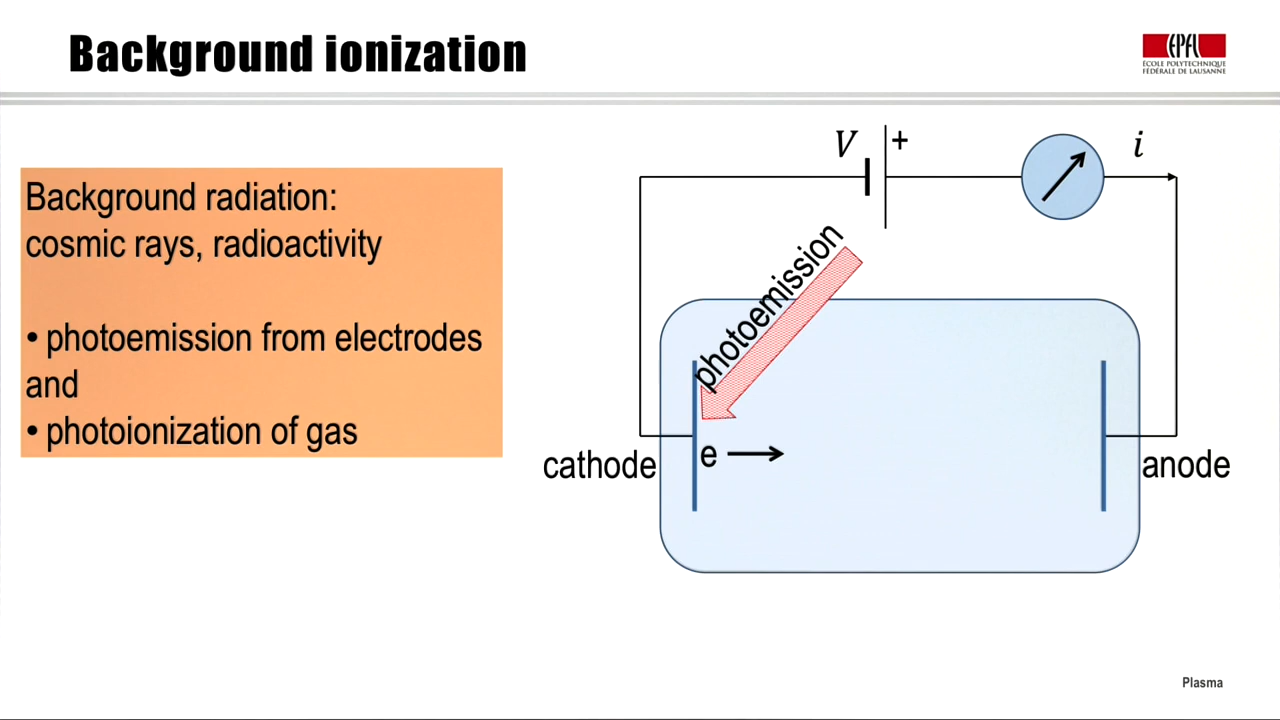 Background ionization
EPFL
ÉCOLE POLYTECHNIQUE
FÉDÉRALE DE LAUSANNE
Background radiation:
cosmic rays, radioactivity
• photoemission from electrodes
and
• photoionization of gas
V
+
i
photoemission
e
cathode
anode
Plasma